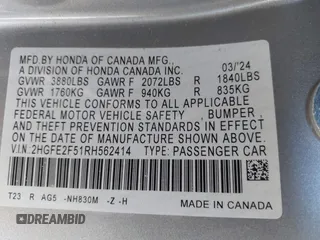 MFD.BY HONDA OF CANADA MFG.,
A DIVISION OF HONDA CANADA INC. 03/'24
GVWR 3880LBS GAWR F 2072LBS R 1840LBS
GVWR 1760KG GAWR F 940KG R 835KG
THIS VEHICLE CONFORMS TO ALL APPLICABLE
FEDERAL MOTOR VEHICLE SAFETY, BUMPER,
AND THEFT PREVENTION STANDARDS IN EFFECT
ON THE DATE OF MANUFACTURE SHOWN ABOVE.
V.I.N. 2HGFE2F51RH562414 TYPE: PASSENGER CAR
T23 R AG5 -NH830M -Z -H
MADE IN CANADA
© DIREGMID.COM